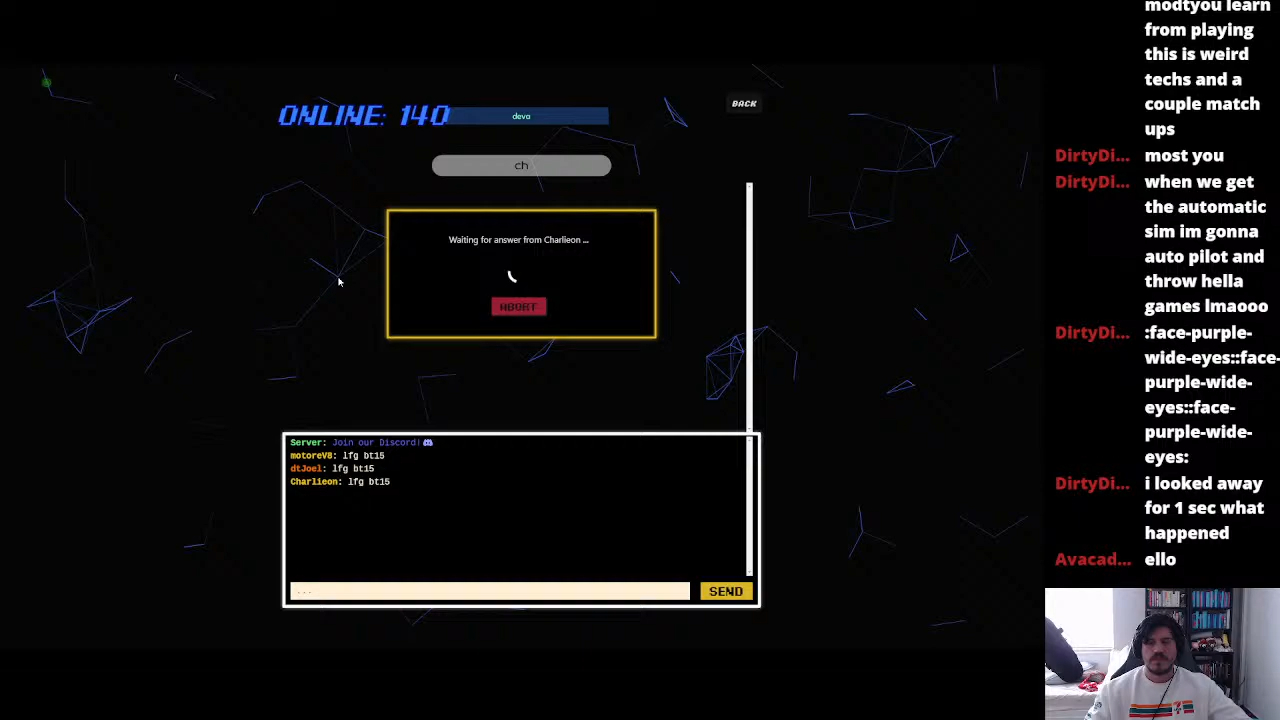 ONLINE: 140
deva
BACK
ch
Waiting for answer from Charlieon ...
ABORT
Server: Join our Discord!
motoreV8: lfg bt15
dtJoel: lfg bt15
Charlieon: lfg bt15
...
SEND
modtyou learn
from playing
this is weird
techs and a
couple match
ups
DirtyDi... most you
DirtyDi... when we get
the automatic
sim im gonna
auto pilot and
throw hella
games lmaooo
DirtyDi... :face-purple-
wide-eyes::face-
purple-wide-
eyes::face-
purple-wide-
eyes:
DirtyDi... i looked away
for 1 sec what
happened
Avacad... ello